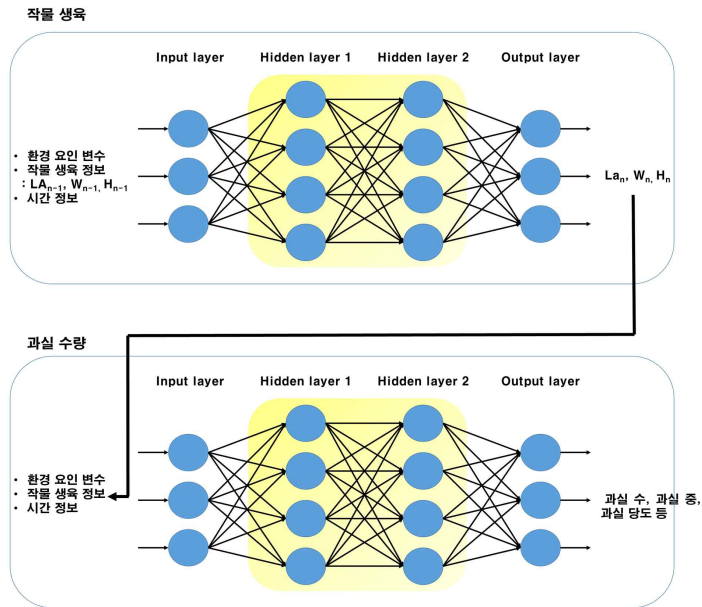 작물 생육
Input layer Hidden layer 1 Hidden layer 2 Output layer
• 환경 요인 변수
• 작물 생육 정보
: LAn-1, Wn-1, Hn-1
• 시간 정보
Lan, Wn, Hn
과실 수량
Input layer Hidden layer 1 Hidden layer 2 Output layer
• 환경 요인 변수
• 작물 생육 정보
• 시간 정보
과실 수, 과실 중,
과실 당도 등